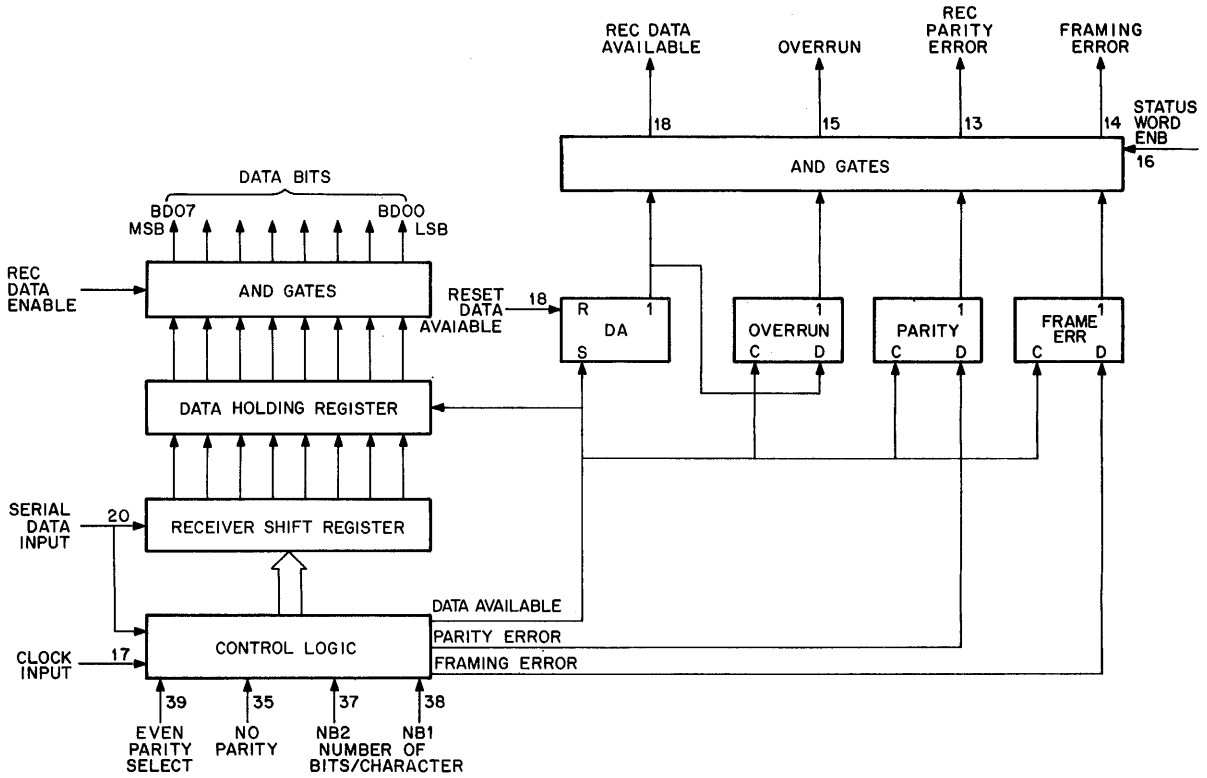 REC DATA
AVAILABLE
OVERRUN
REC
PARITY
ERROR
FRAMING
ERROR
18
15
13
14
STATUS
WORD
ENB
16
AND GATES
DATA BITS
BD07
BD00
MSB
LSB
REC
DATA
ENABLE
AND GATES
RESET
DATA
AVAIABLE
18
R 1
DA
S
1
OVERRUN
C D
1
PARITY
C D
1
FRAME
ERR
C D
DATA HOLDING REGISTER
SERIAL
DATA
INPUT
20
RECEIVER SHIFT REGISTER
DATA AVAILABLE
PARITY ERROR
FRAMING ERROR
CONTROL LOGIC
CLOCK
INPUT
17
39
35
37
38
EVEN
PARITY
SELECT
NO
PARITY
NB2 NB1
NUMBER OF
BITS/CHARACTER